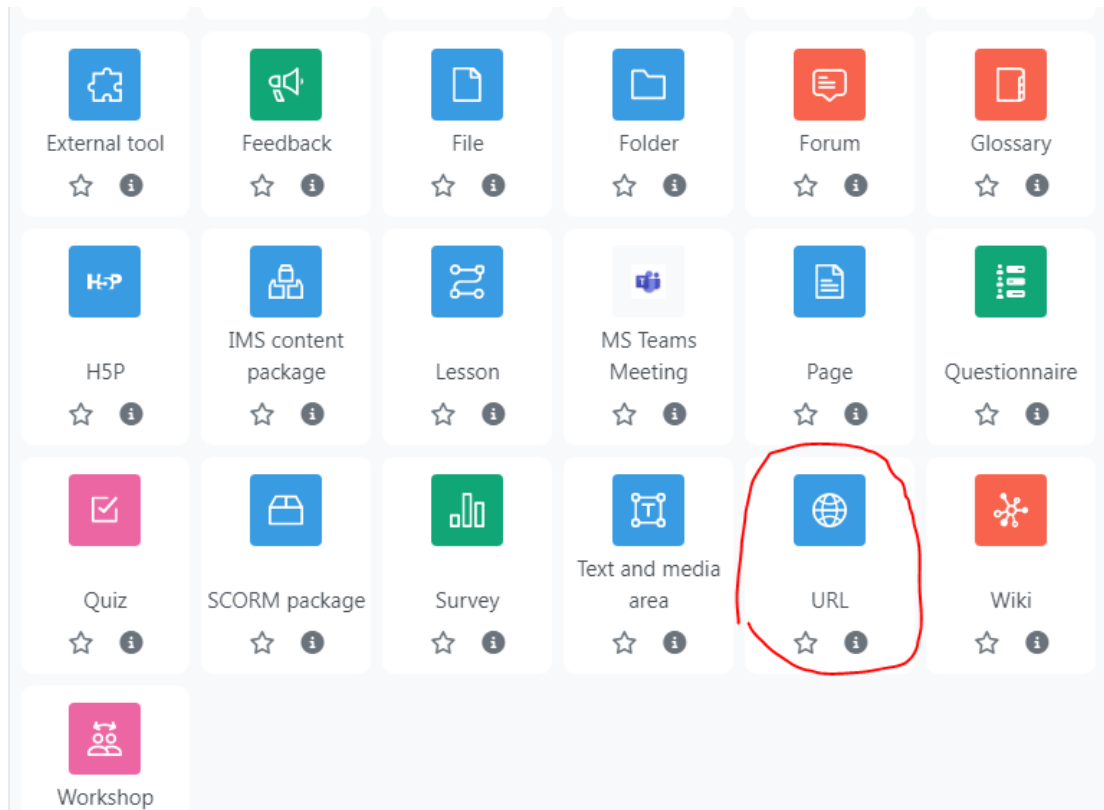 External tool
Feedback
File
Folder
Forum
Glossary
H5P
H5P
IMS content
package
Lesson
T
MS Teams
Meeting
Page
Questionnaire
Quiz
SCORM package
Survey
T
Text and media
area
URL
Wiki
Workshop